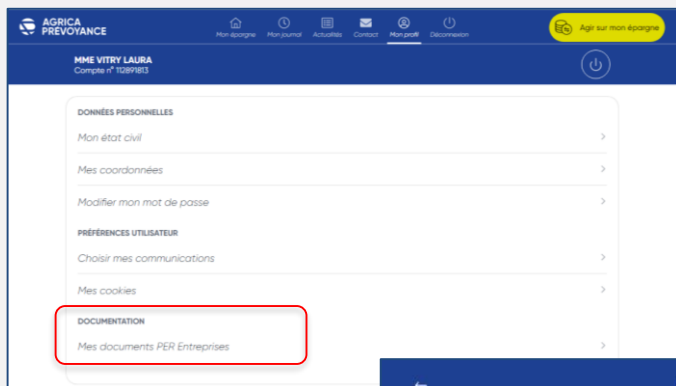 AGRICA
PRÉVOYANCE
Mon épargne
Mon journal
Actualités
Contact
Mon profil
Déconnexion
Agir sur mon épargne
MME VITRY LAURA
Compte n° 112891813
DONNÉES PERSONNELLES
Mon état civil
Mes coordonnées
Modifier mon mot de passe
PRÉFÉRENCES UTILISATEUR
Choisir mes communications
Mes cookies
DOCUMENTATION
Mes documents PER Entreprises